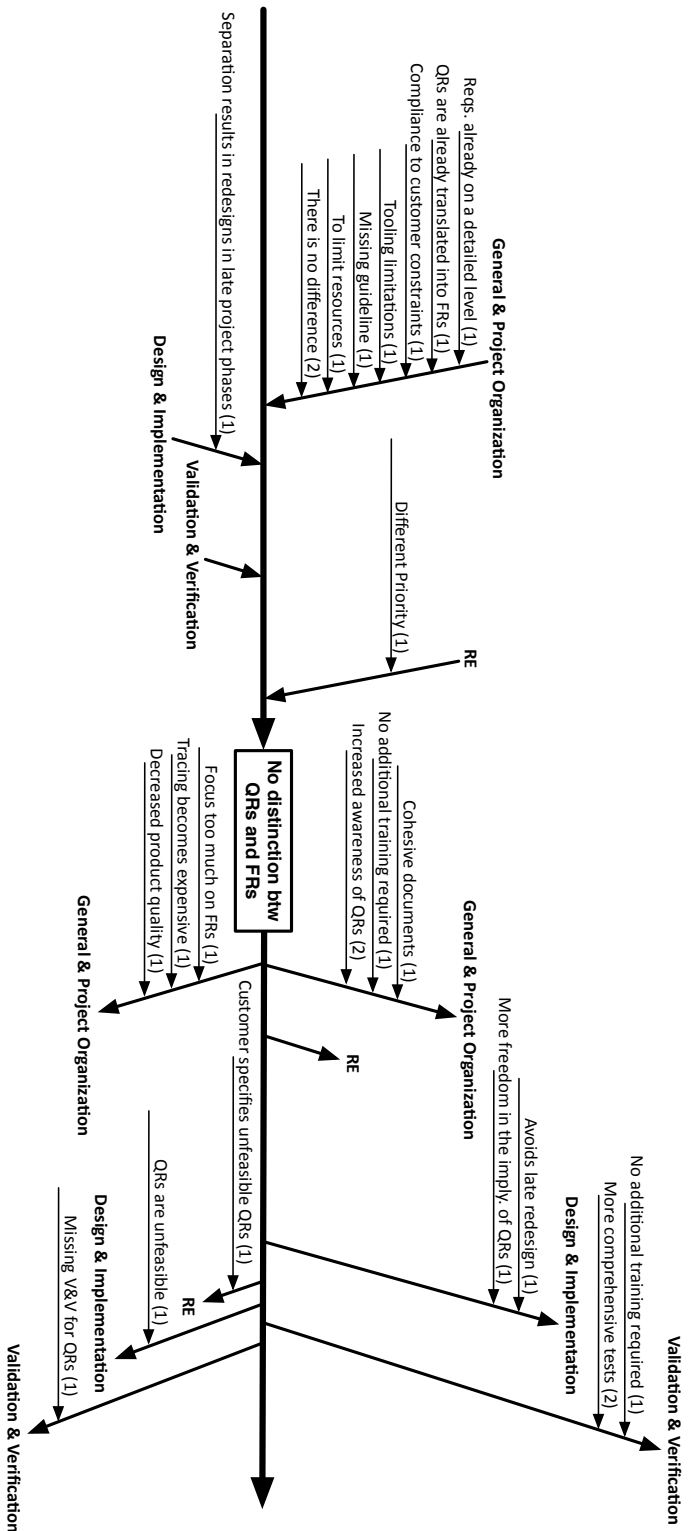 General & Project Organization
Reqs. already on a detailed level (1)
QRs are already translated into FRs (1)
Compliance to customer constraints (1)
Tooling limitations (1)
Missing guideline (1)
To limit resources (1)
There is no difference (2)
RE
Different Priority (1)
Separation results in redesigns in late project phases (1)
Design & Implementation
Validation & Verification
No distinction btw
QRs and FRs
General & Project Organization
Cohesive documents (1)
No additional training required (1)
Increased awareness of QRs (2)
RE
Design & Implementation
Avoids late redesign (1)
More freedom in the imply. of QRs (1)
Validation & Verification
No additional training required (1)
More comprehensive tests (2)
Focus too much on FRs (1)
Tracing becomes expensive (1)
Decreased product quality (1)
General & Project Organization
Customer specifies unfeasible QRs (1)
RE
QRs are unfeasible (1)
Design & Implementation
Missing V&V for QRs (1)
Validation & Verification